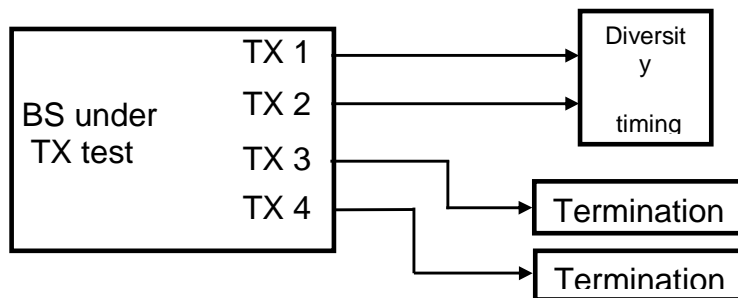 BS under
TX test
TX 1
TX 2
TX 3
TX 4
Diversit
y
timing
Termination
Termination